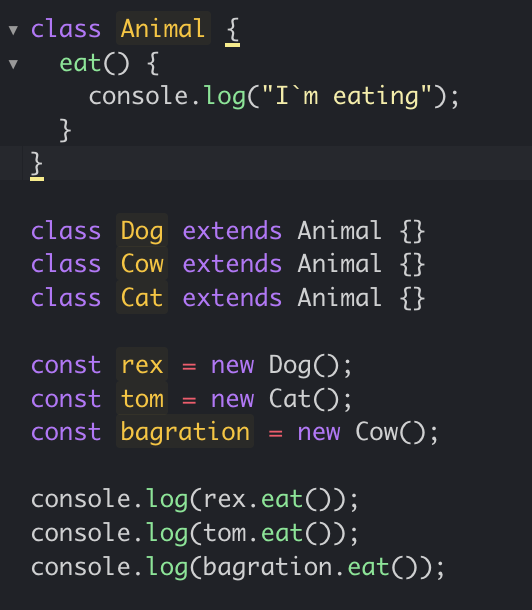 class Animal {
eat() {
console.log("I`m eating");
}
}
class Dog extends Animal {}
class Cow extends Animal {}
class Cat extends Animal {}
const rex = new Dog();
const tom = new Cat();
const bagration = new Cow();
console.log(rex.eat());
console.log(tom.eat());
console.log(bagration.eat());